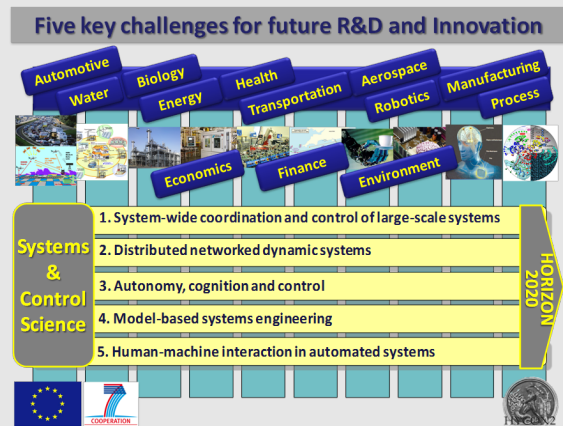 Five key challenges for future R&D and Innovation
Automotive
Water
Biology
Energy
Health
Transportation
Aerospace
Robotics
Manufacturing
Process
Economics
Finance
Environment
Systems
&
Control
Science
1. System-wide coordination and control of large-scale systems
2. Distributed networked dynamic systems
3. Autonomy, cognition and control
4. Model-based systems engineering
5. Human-machine interaction in automated systems
HORIZON
2020
7
COOPERATION